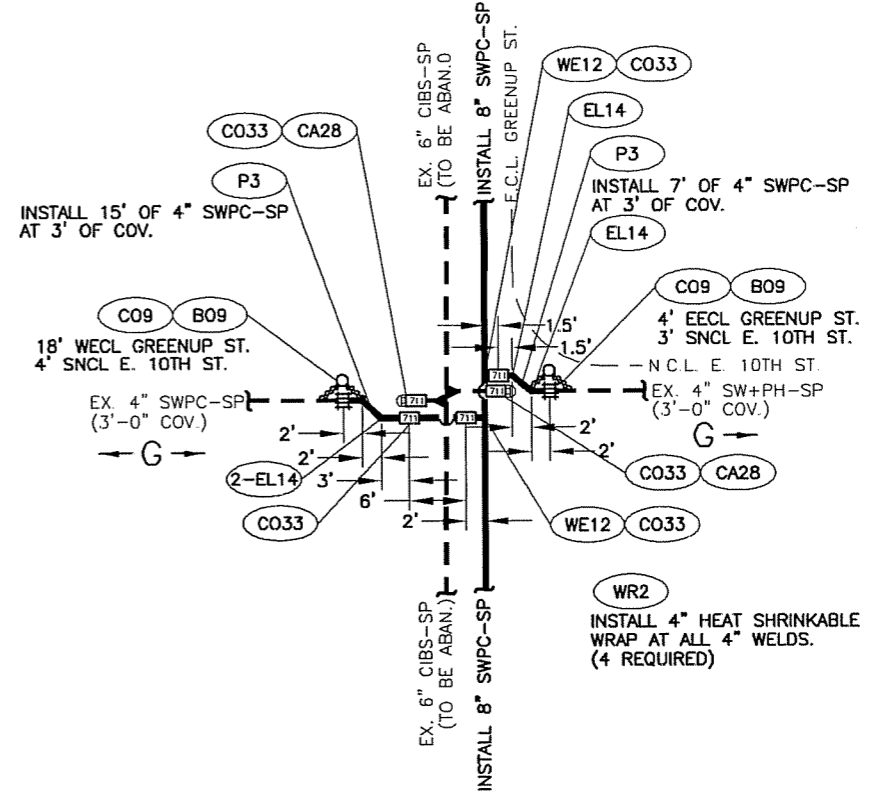 EX. 6" CIBS-SP
(TO BE ABAN.0
INSTALL 8" SWPC-SP
E.C.L. GREENUP ST.
WE12 CO33
EL14
CO33 CA28
P3
P3
INSTALL 7' OF 4" SWPC-SP
AT 3' OF COV.
INSTALL 15' OF 4" SWPC-SP
AT 3' OF COV.
EL14
CO9 BO9
CO9 BO9
18' WECL GREENUP ST.
4' SNCL E. 10TH ST.
4' EECL GREENUP ST.
3' SNCL E. 10TH ST.
1.5'
1.5'
N.C.L. E. 10TH ST.
711
711
711
711
711
EX. 4" SWPC-SP
(3'-0" COV.)
EX. 4" SW+PH-SP
(3'-0" COV.)
G
G
2'
2'
3'
6'
2'
2'
2'
2-EL14
CO33
CO33 CA28
WE12 CO33
WR2
INSTALL 4" HEAT SHRINKABLE
WRAP AT ALL 4" WELDS.
(4 REQUIRED)
EX. 6" CIBS-SP
(TO BE ABAN.)
INSTALL 8" SWPC-SP